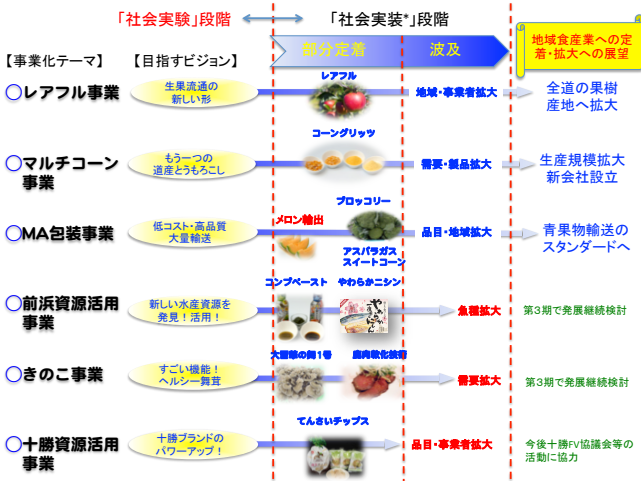 「社会実験」段階
「社会実装*」段階
【事業化テーマ】
【目指すビジョン】
部分定着
波及
地域食産業への定
着・拡大への展望
○レアフル事業
生果流通の
新しい形
レアフル
地域・事業者拡大
全道の果樹
産地へ拡大
○マルチコーン
事業
もう一つの
道産とうもろこし
コーングリッツ
需要・製品拡大
生産規模拡大
新会社設立
○MA包装事業
低コスト・高品質
大量輸送
メロン輸出
ブロッコリー
アスパラガス
スイートコーン
品目・地域拡大
青果物輸送の
スタンダードへ
○前浜資源活用
事業
新しい水産資源を
発見！活用！
コンブペースト
やわらかニシン
魚種拡大
第3期で発展継続検討
○きのこ事業
すごい機能！
ヘルシー舞茸
大雪華の舞1号
鹿肉軟化技術
需要拡大
第3期で発展継続検討
○十勝資源活用
事業
十勝ブランドの
パワーアップ！
てんさいチップス
品目・事業者拡大
今後十勝FV協議会等の
活動に協力